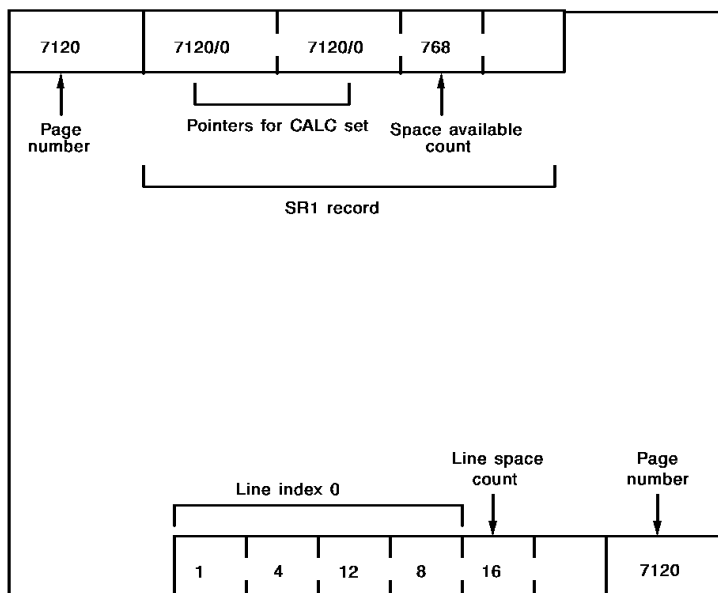 7120 7120/0 7120/0 768
Page number
Pointers for CALC set
Space available count
SR1 record
Line index 0
Line space count
Page number
1 4 12 8 16 7120